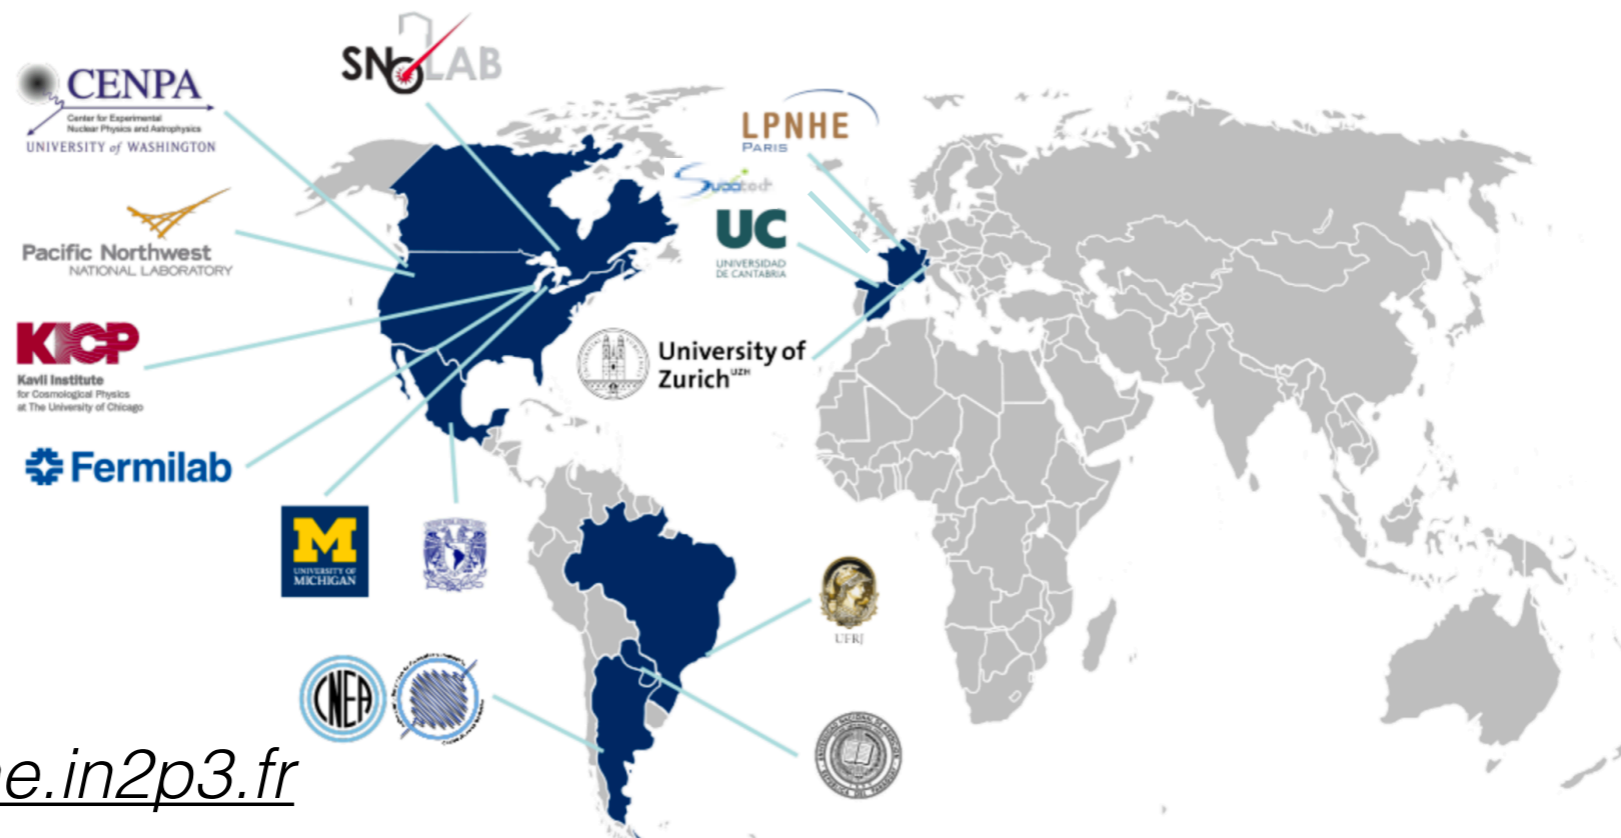 SNOLAB
CENPA
Center for Experimental
Nuclear Physics and Astrophysics
UNIVERSITY of WASHINGTON
LPNHE
PARIS
Subatech
Pacific Northwest
NATIONAL LABORATORY
UC
UNIVERSIDAD
DE CANTABRIA
KICP
Kavli Institute
for Cosmological Physics
at The University of Chicago
University of
Zurich UZH
Fermilab
M
UNIVERSITY OF
MICHIGAN
UFRJ
CNEA
e.in2p3.fr